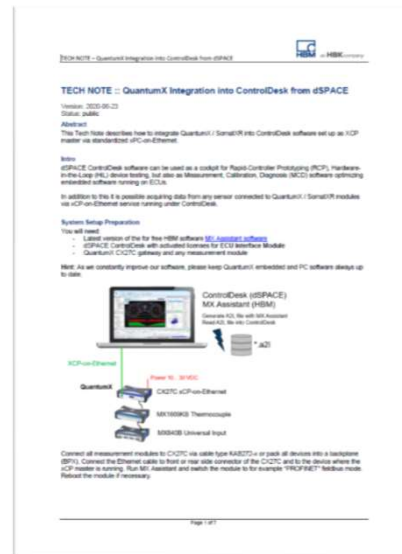 TECH NOTE – QuantumX Integration into ControlDesk from dSPACE
HBM an HBK company
TECH NOTE :: QuantumX Integration into ControlDesk from dSPACE
Version: 2020-06-23
Status: public
Abstract
This Tech Note describes how to integrate QuantumX / SomatXR into ControlDesk software set up as XCP
master via standardized xPC-on-Ethernet.
Intro
dSPACE ControlDesk software can be used as a cockpit for Rapid-Controller Prototyping (RCP), Hardware-
in-the-Loop (HIL) device testing, but also as Measurement, Calibration, Diagnosis (MCD) software optimizing
embedded software running on ECUs.
In addition to this it is possible acquiring data from any sensor connected to QuantumX / SomatXR modules
via xCP-on-Ethernet service running under ControlDesk.
System Setup Preparation
You will need:
- Latest version of the for free HBM software MX Assistant software
- dSPACE ControlDesk with activated licenses for ECU Interface Module
- QuantumX CX27C gateway and any measurement module
Hint: As we constantly improve our software, please keep QuantumX embedded and PC software always up
to date.
ControlDesk (dSPACE)
MX Assistant (HBM)
Generate A2L file with MX Assistant
Read A2L file into ControlDesk
*.a2l
XCP-on-Ethernet
Power 10... 30 VDC
QuantumX
CX27C xCP-on-Ethernet
MX1609KB Thermocouple
MX840B Universal Input
Connect all measurement modules to CX27C via cable type KAB272-x or pack all devices into a backplane
(BPX). Connect the Ethernet cable to front or rear side connector of the CX27C and to the device where the
xCP master is running. Run MX Assistant and switch the module to for example "PROFINET" fieldbus mode.
Reboot the module if necessary.
Page 1 of 7